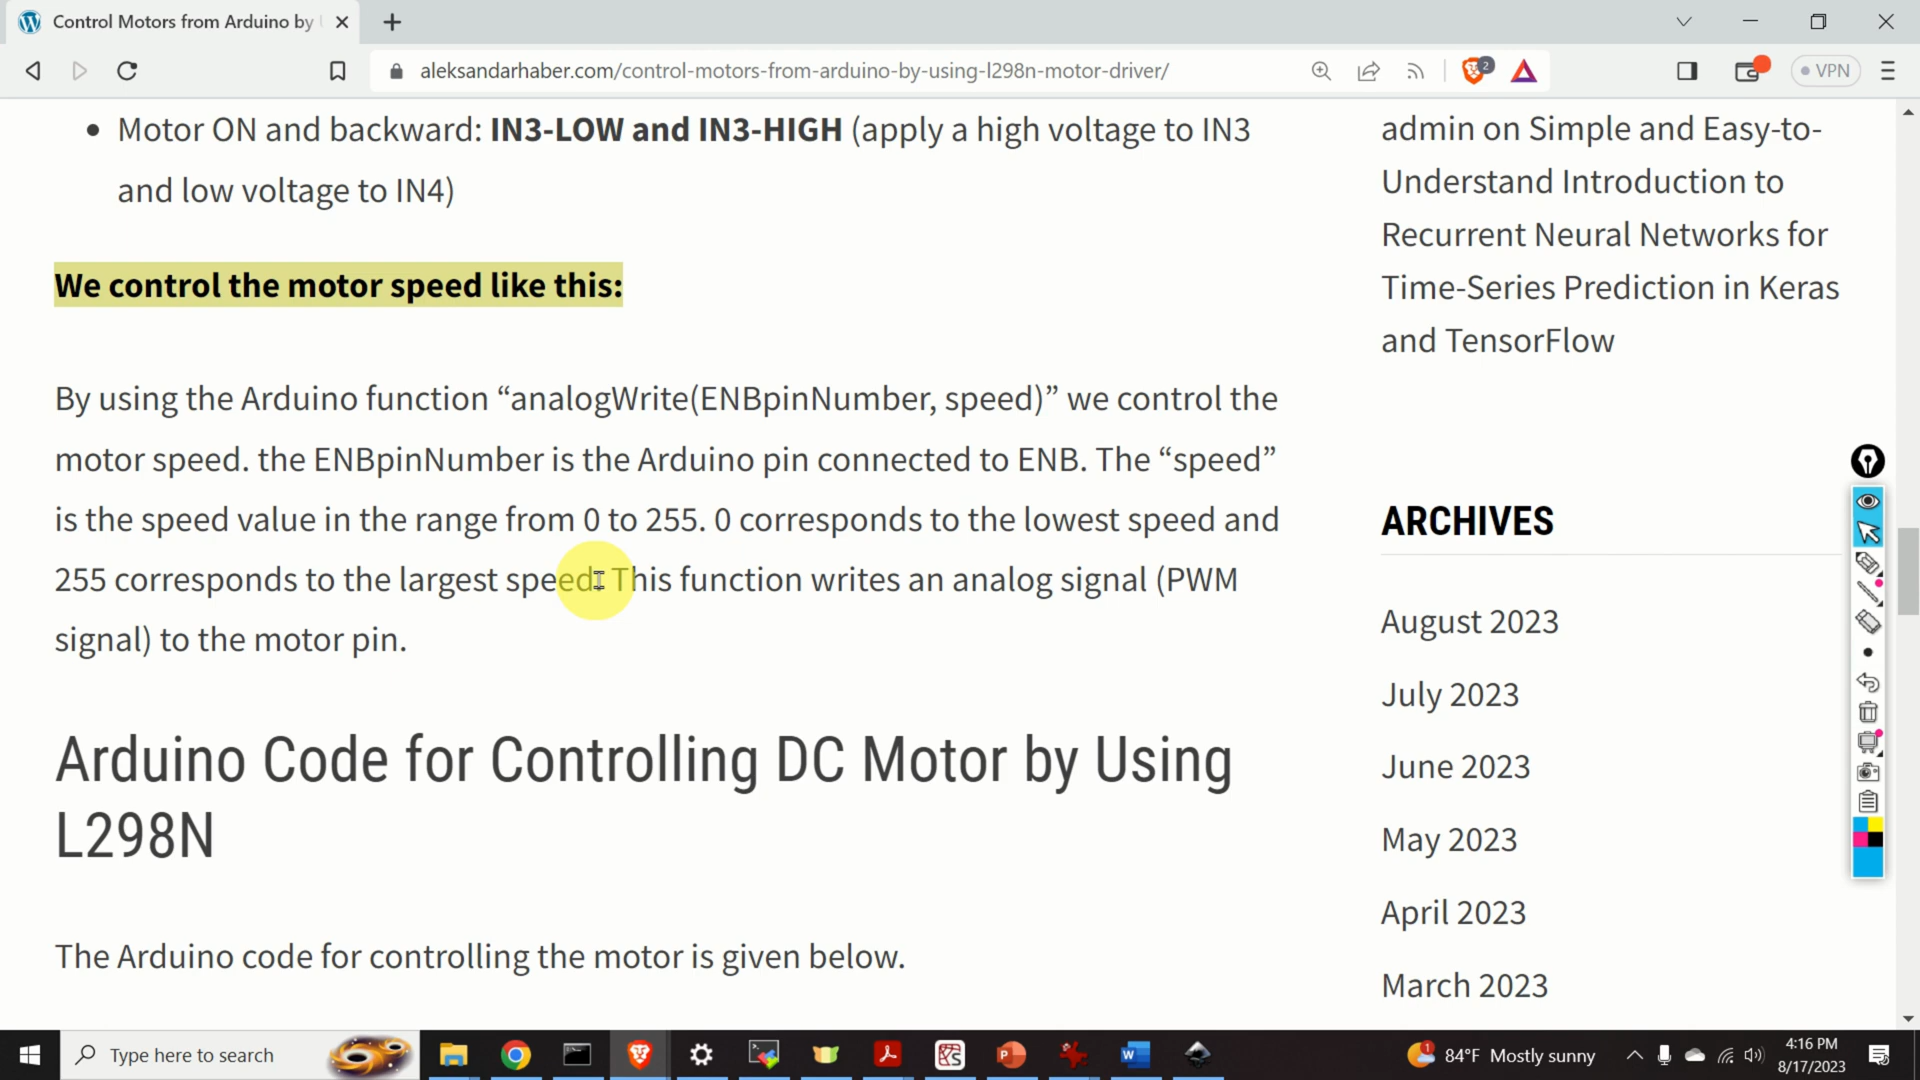 Control Motors from Arduino by
aleksandarhaber.com/control-motors-from-arduino-by-using-l298n-motor-driver/
2
VPN
• Motor ON and backward: IN3-LOW and IN3-HIGH (apply a high voltage to IN3
and low voltage to IN4)
We control the motor speed like this:
By using the Arduino function “analogWrite(ENBpinNumber, speed)” we control the
motor speed. the ENBpinNumber is the Arduino pin connected to ENB. The “speed”
is the speed value in the range from 0 to 255. 0 corresponds to the lowest speed and
255 corresponds to the largest speed. This function writes an analog signal (PWM
signal) to the motor pin.
Arduino Code for Controlling DC Motor by Using
L298N
The Arduino code for controlling the motor is given below.
admin on Simple and Easy-to-
Understand Introduction to
Recurrent Neural Networks for
Time-Series Prediction in Keras
and TensorFlow
ARCHIVES
August 2023
July 2023
June 2023
May 2023
April 2023
March 2023
Type here to search
1
84°F Mostly sunny
4:16 PM
8/17/2023